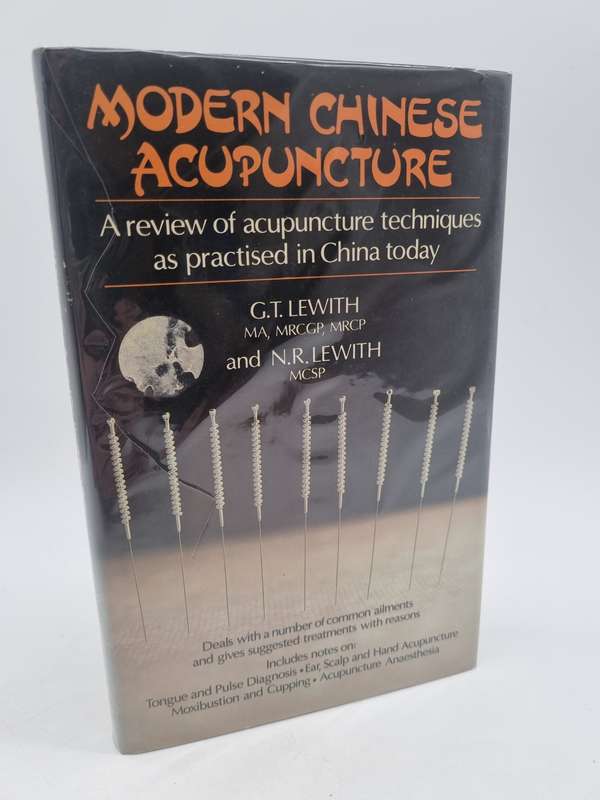 MODERN CHINESE
ACUPUNCTURE
A review of acupuncture techniques
as practised in China today
G.T. LEWITH
MA, MRCGP, MRCP
and N.R. LEWITH
MCSP
Deals with a number of common ailments
and gives suggested treatments with reasons
Includes notes on:
Tongue and Pulse Diagnosis • Ear, Scalp and Hand Acupuncture
Moxibustion and Cupping • Acupuncture Anaesthesia